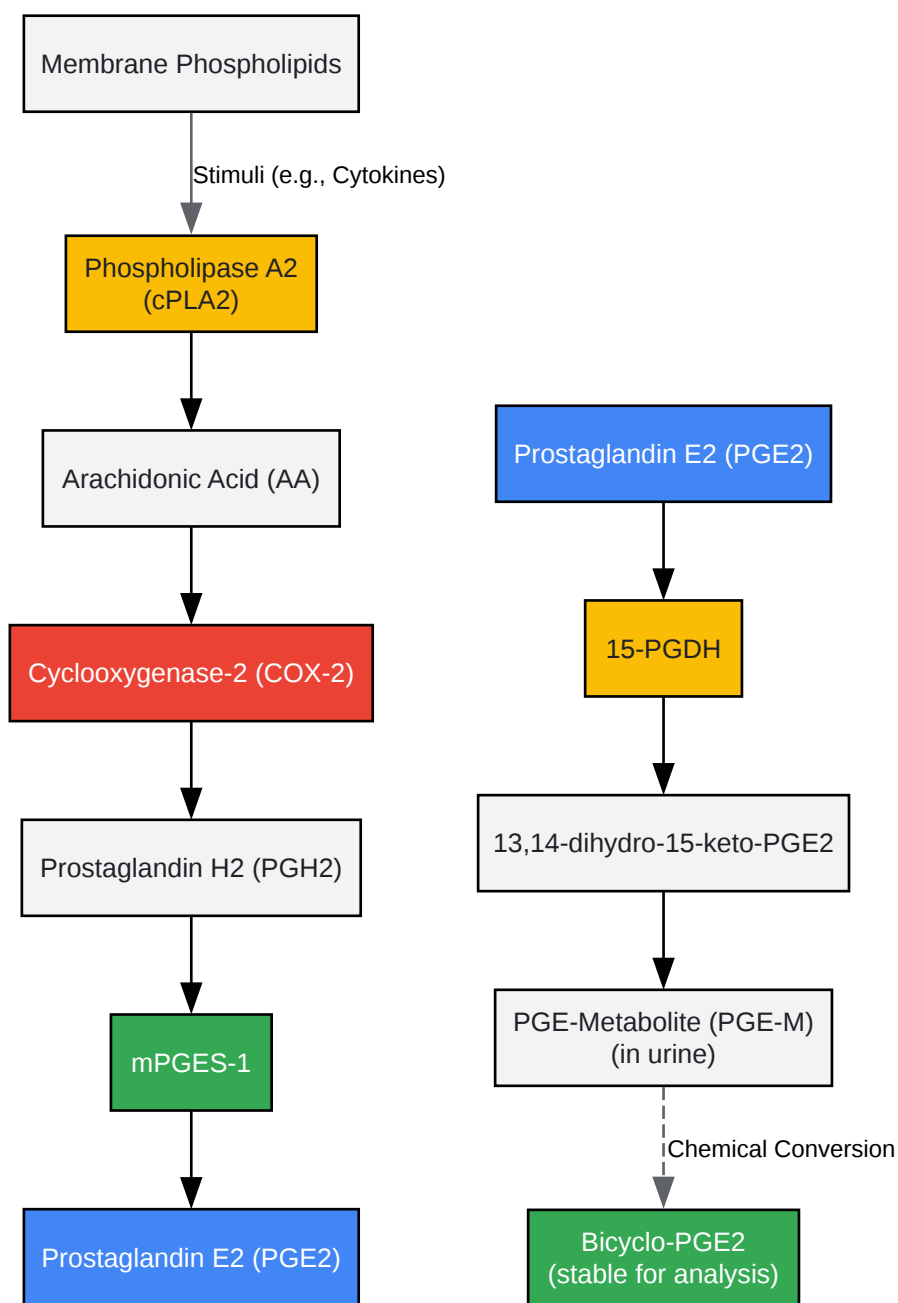 Membrane Phospholipids
Stimuli (e.g., Cytokines)
Phospholipase A2
(cPLA2)
Arachidonic Acid (AA)
Cyclooxygenase-2 (COX-2)
Prostaglandin H2 (PGH2)
mPGES-1
Prostaglandin E2 (PGE2)
Prostaglandin E2 (PGE2)
15-PGDH
13,14-dihydro-15-keto-PGE2
PGE-Metabolite (PGE-M)
(in urine)
Chemical Conversion
Bicyclo-PGE2
(stable for analysis)